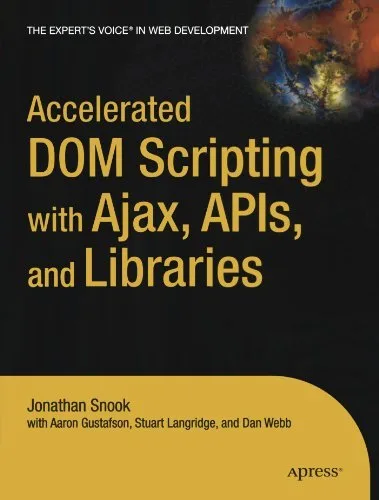 THE EXPERT'S VOICE® IN WEB DEVELOPMENT
Accelerated
DOM Scripting
with Ajax, APIs,
and Libraries
Jonathan Snook
with Aaron Gustafson, Stuart Langridge, and Dan Webb
Apress®